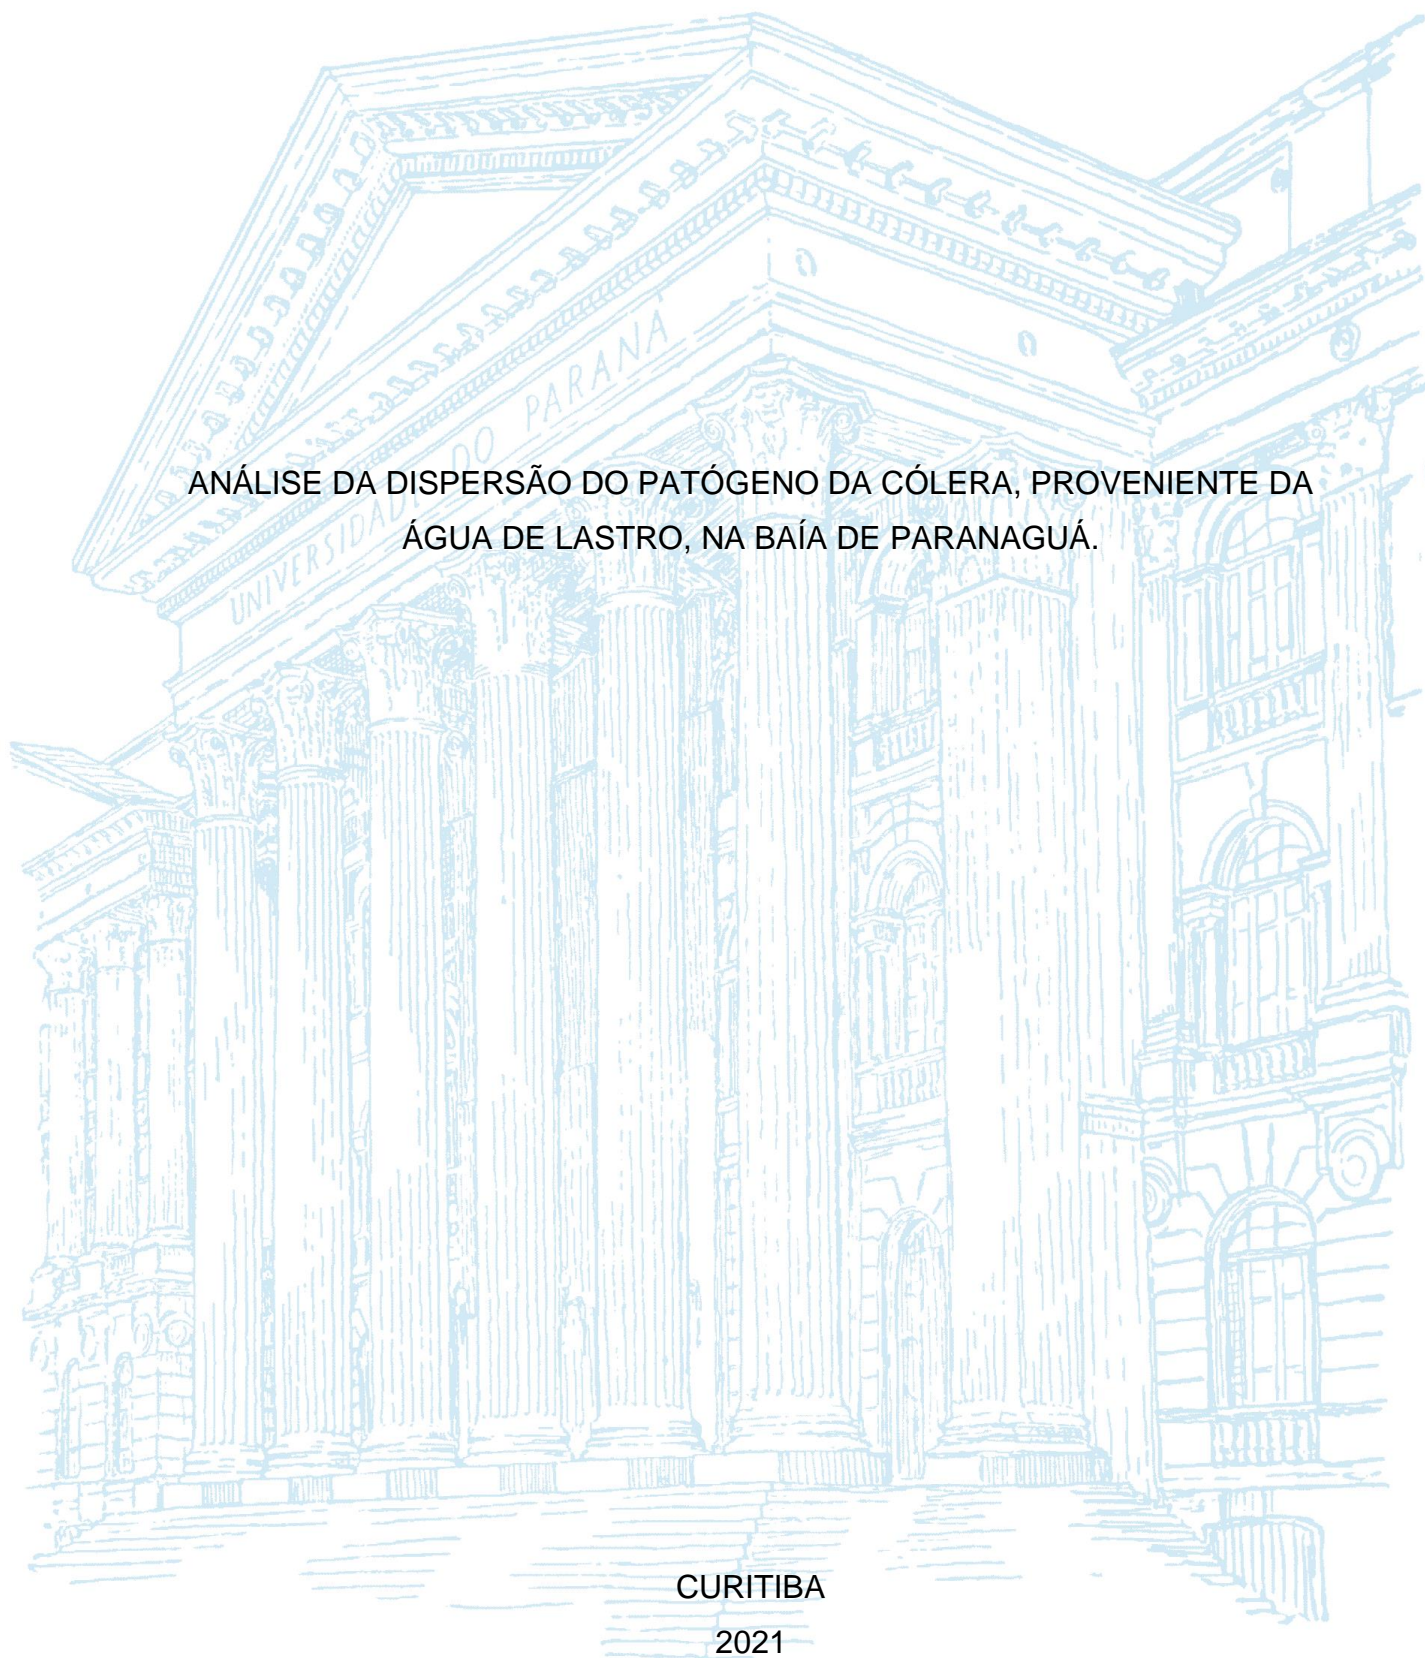 UNIVERSIDADE DO PARANÁ
ANÁLISE DA DISPERSÃO DO PATÓGENO DA CÓLERA, PROVENIENTE DA
ÁGUA DE LASTRO, NA BAÍA DE PARANAGUÁ.
CURITIBA
2021